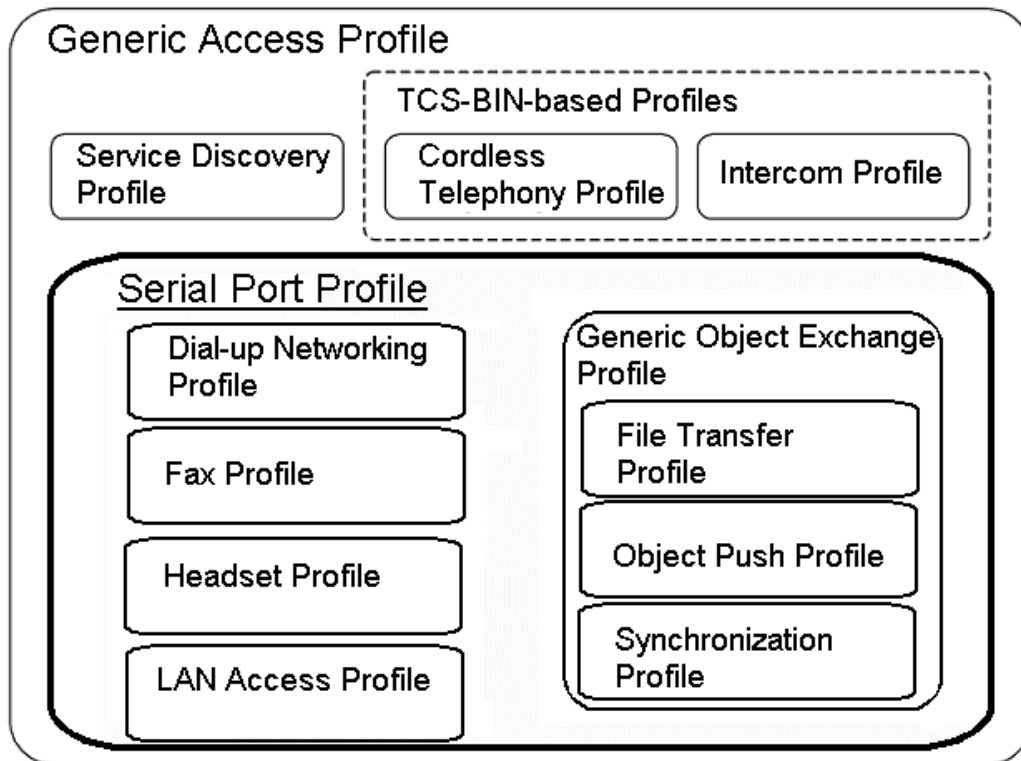 Generic Access Profile
TCS-BIN-based Profiles
Service Discovery
Profile
Cordless
Telephony Profile
Intercom Profile
Serial Port Profile
Dial-up Networking
Profile
Fax Profile
Headset Profile
LAN Access Profile
Generic Object Exchange
Profile
File Transfer
Profile
Object Push Profile
Synchronization
Profile